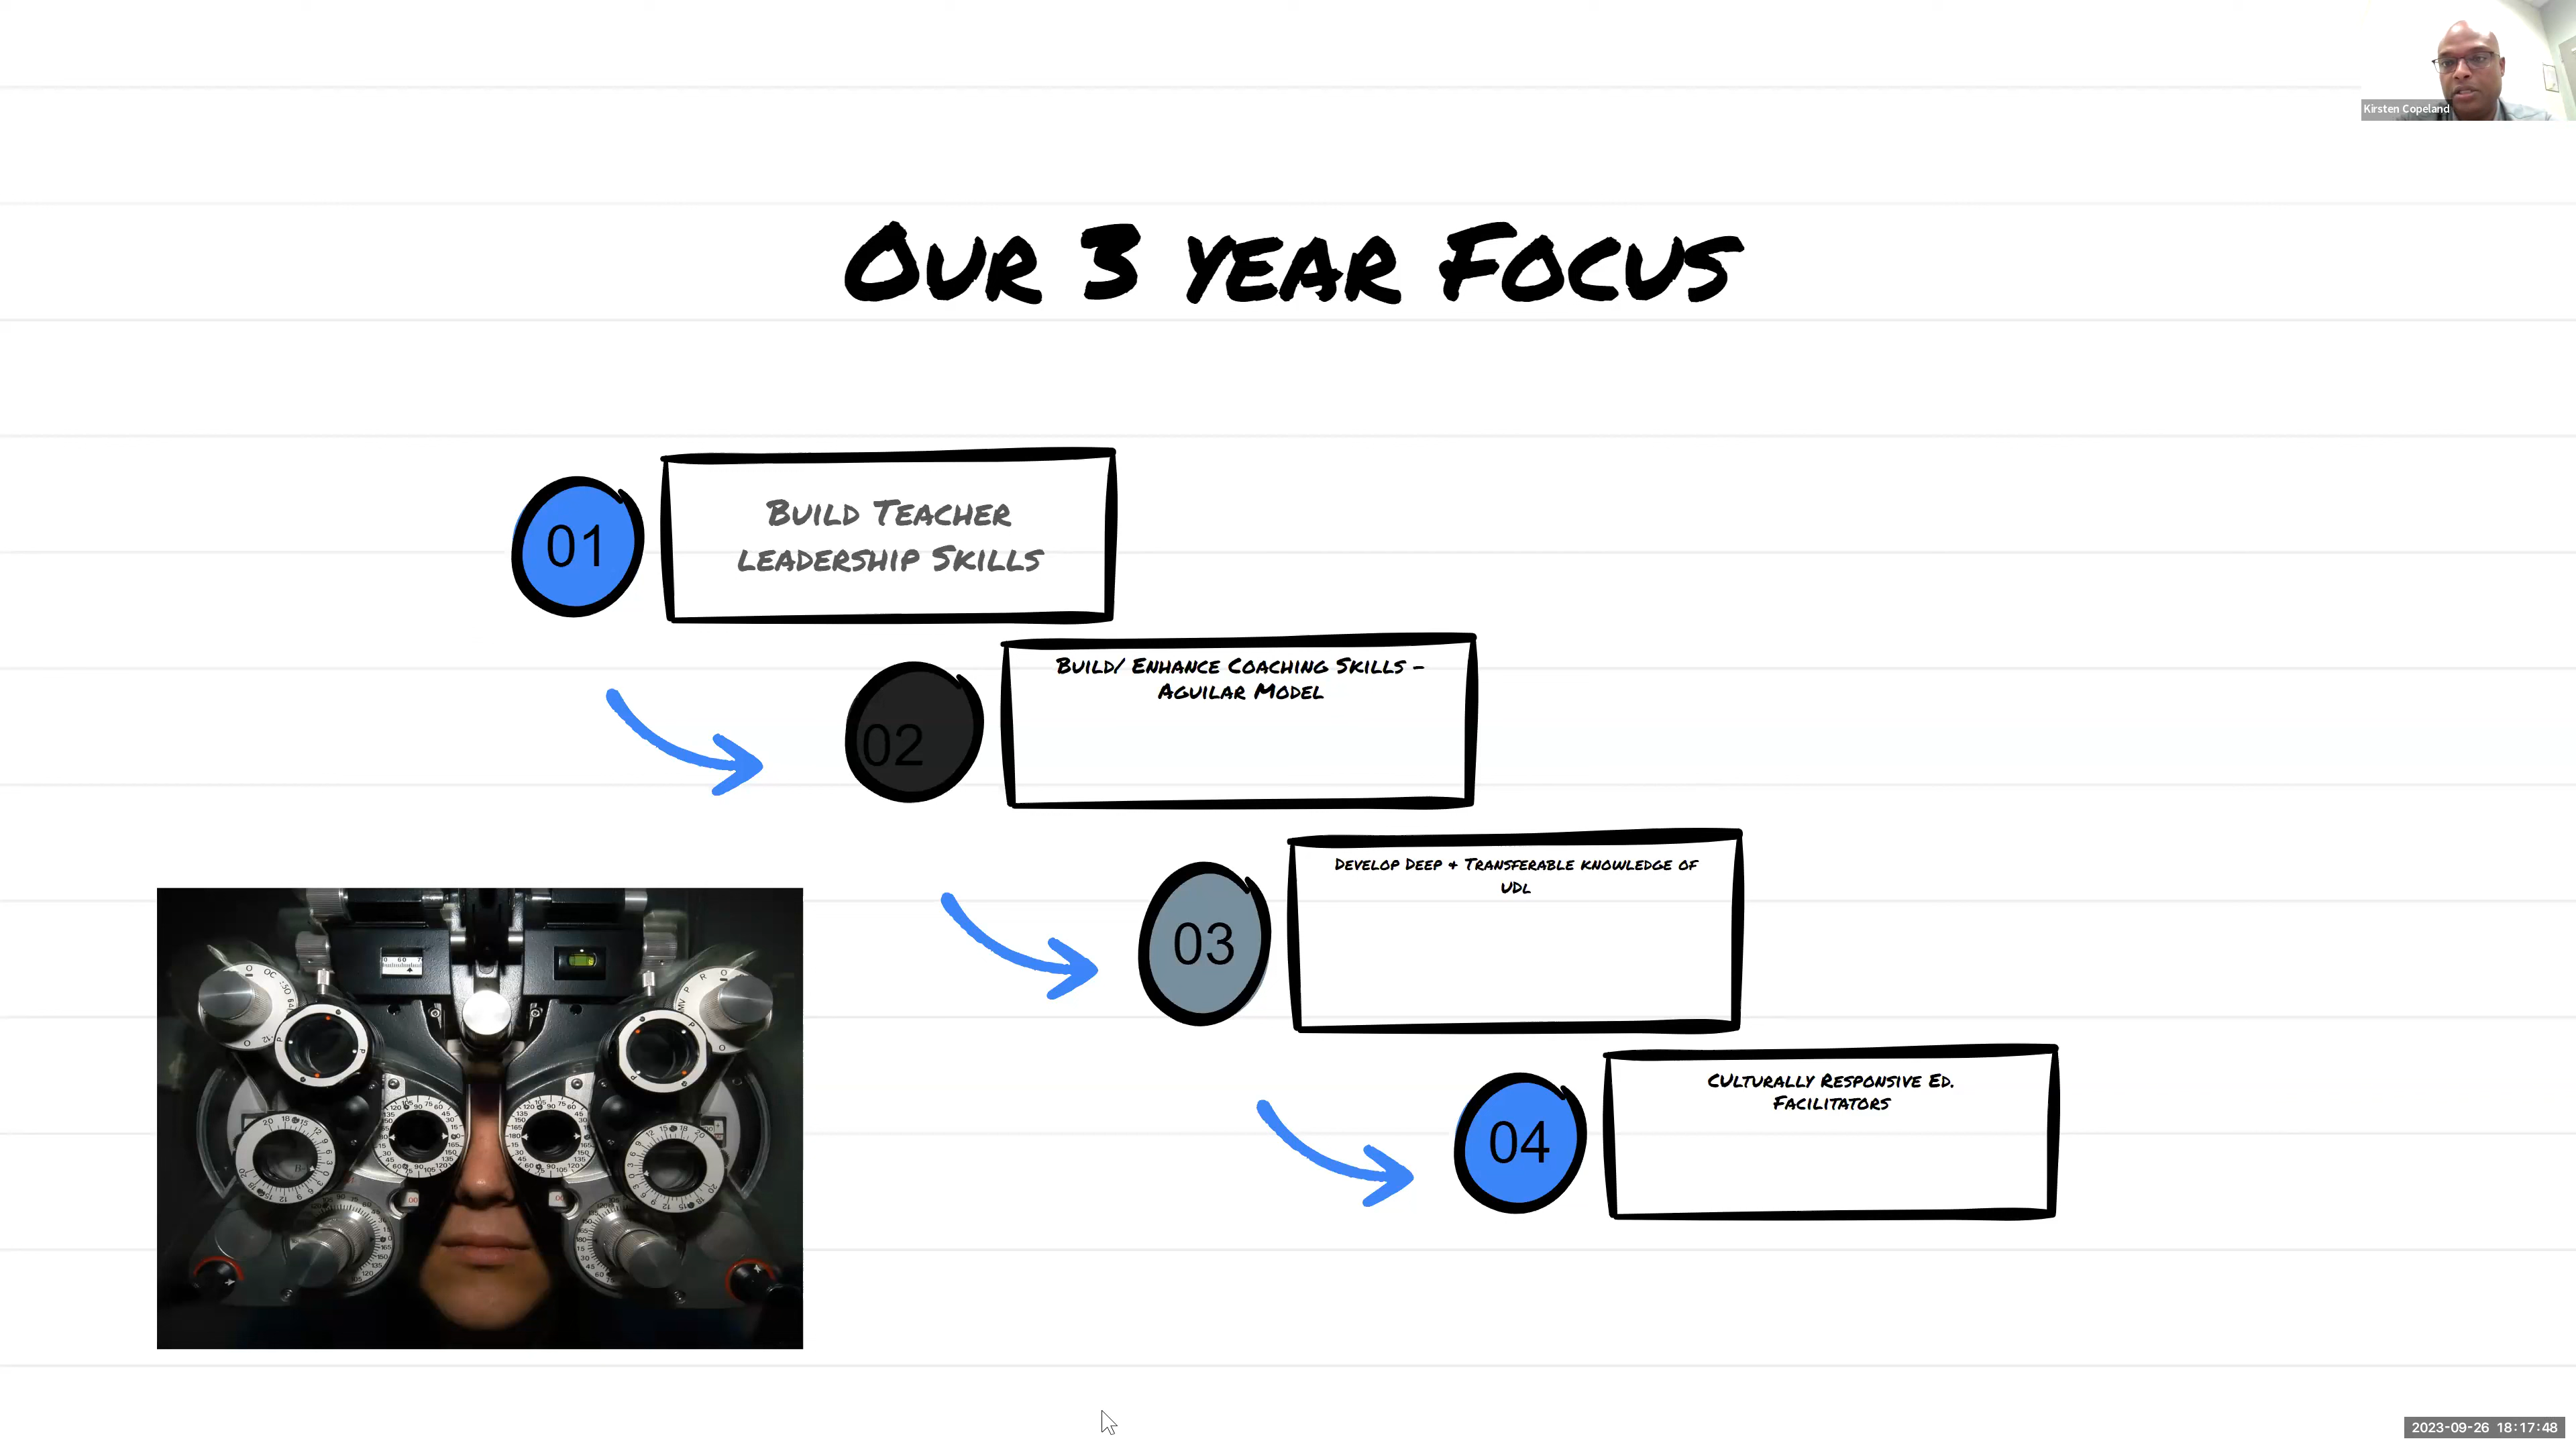 Kirsten Copeland
Our 3 year Focus
01
Build Teacher
Leadership Skills
02
Build/ Enhance Coaching Skills -
Aguilar Model
03
Develop Deep & Transferable knowledge of
UDL
04
CUlturally Responsive Ed.
Facilitators
2023-09-26 18:17:48